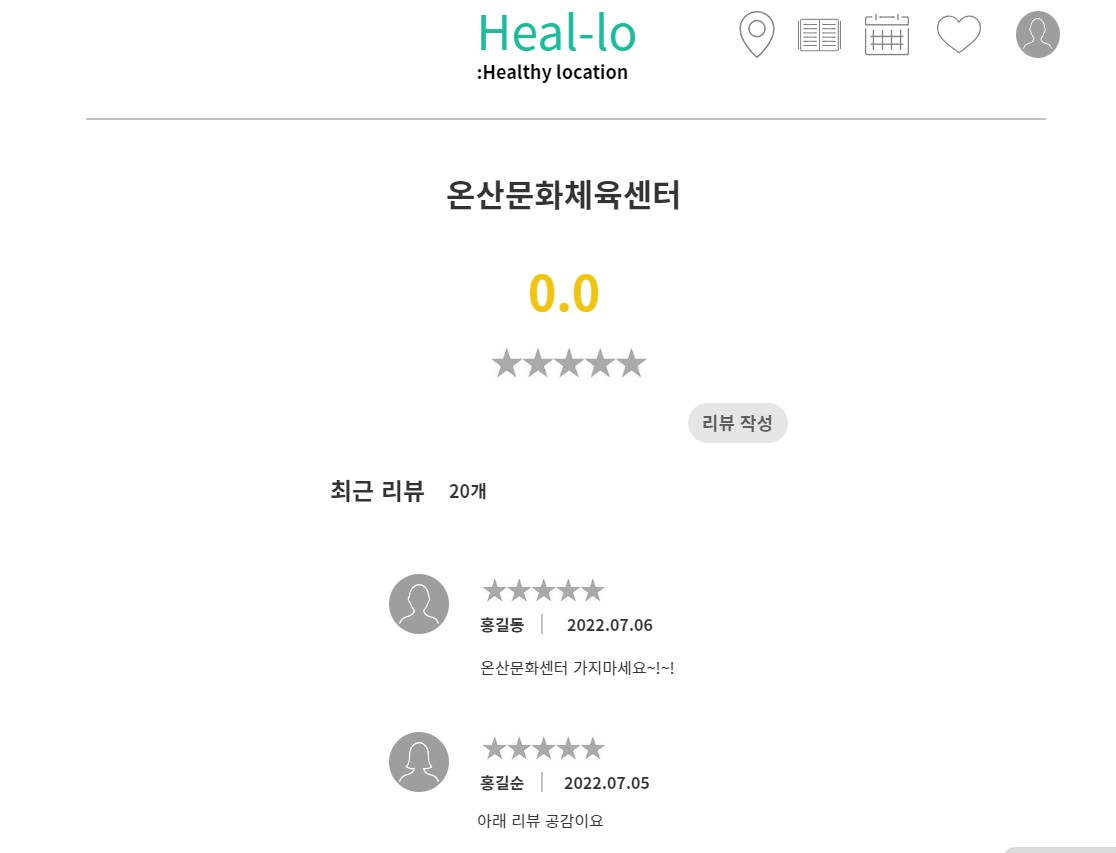 Heal-lo
:Healthy location
온산문화체육센터
0.0
★★★★★
리뷰 작성
최근 리뷰 20개
★★★★★
홍길동 | 2022.07.06
온산문화센터 가지마세요~!~!
★★★★★
홍길순 | 2022.07.05
아래 리뷰 공감이요